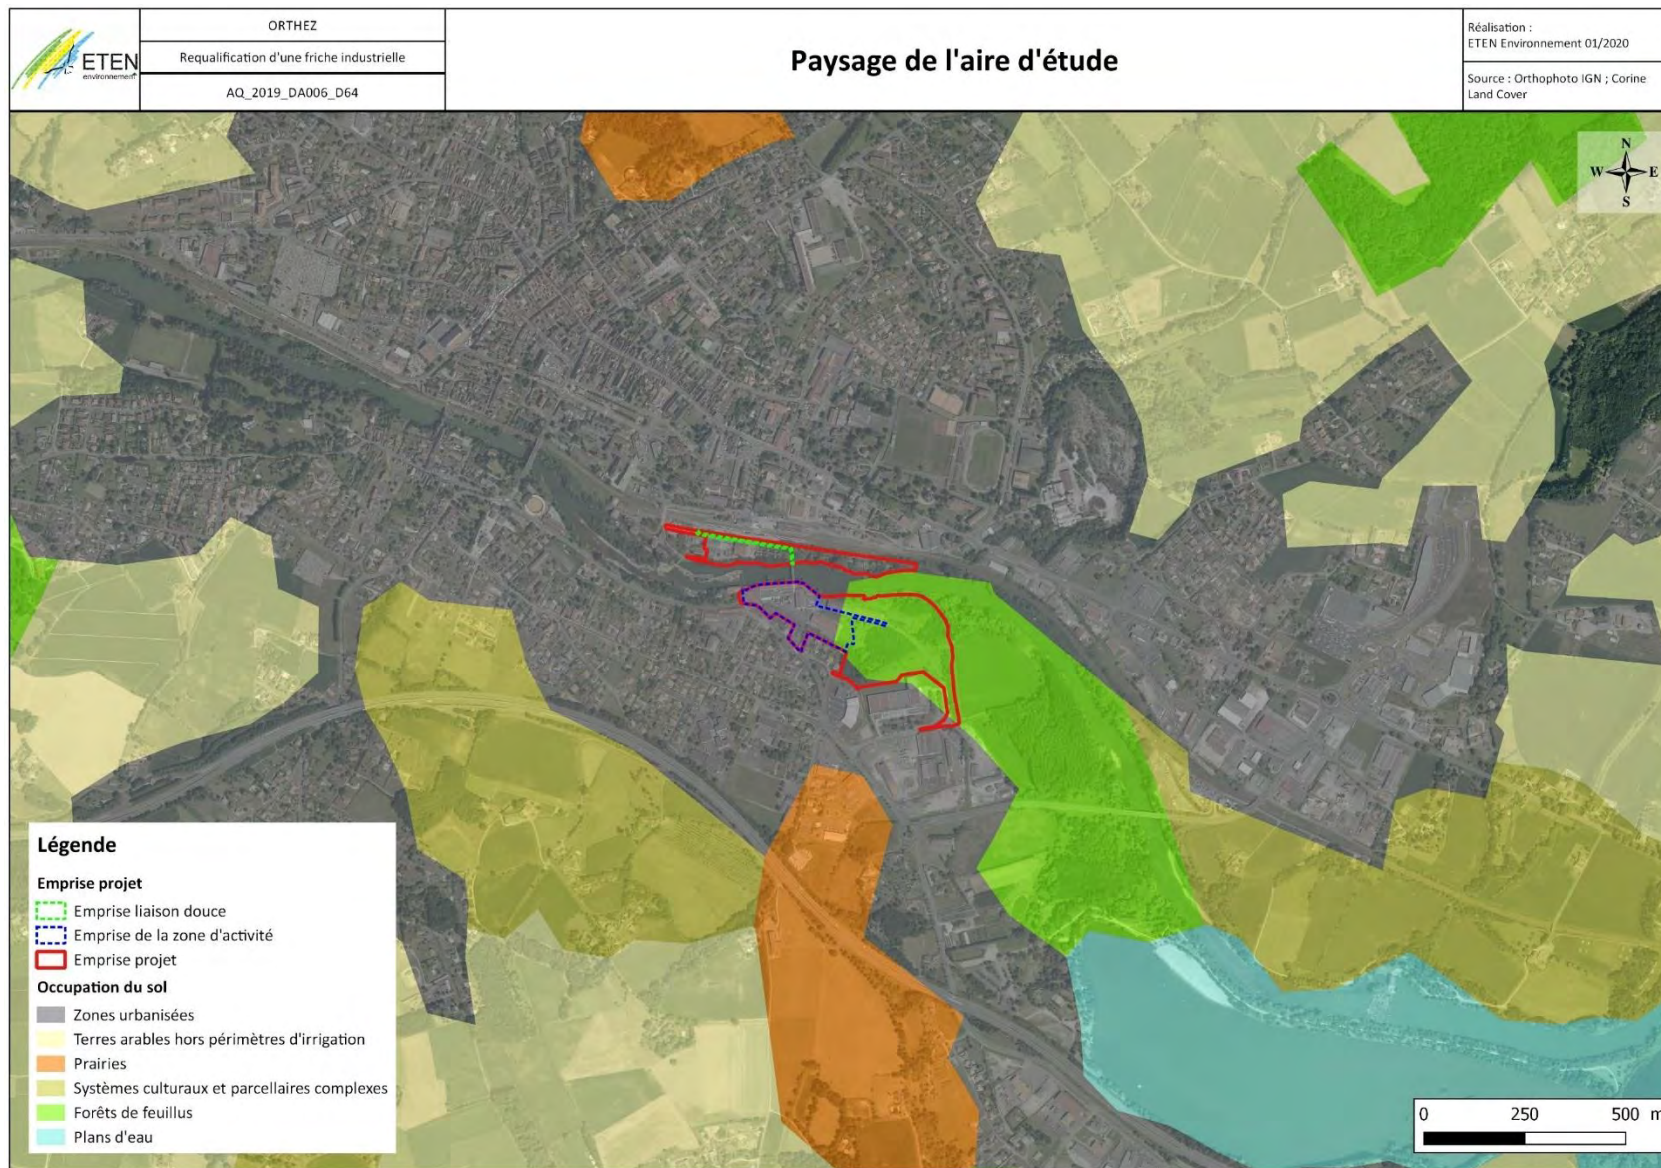 ETEN
environnement
ORTHEZ
Requalification d'une friche industrielle
AQ_2019_DA006_D64
Paysage de l'aire d'étude
Réalisation :
ETEN Environnement 01/2020
Source : Orthophoto IGN ; Corine
Land Cover
N
W E
S
Légende
Emprise projet
Emprise liaison douce
Emprise de la zone d'activité
Emprise projet
Occupation du sol
Zones urbanisées
Terres arables hors périmètres d'irrigation
Prairies
Systèmes culturaux et parcellaires complexes
Forêts de feuillus
Plans d'eau
0 250 500 m